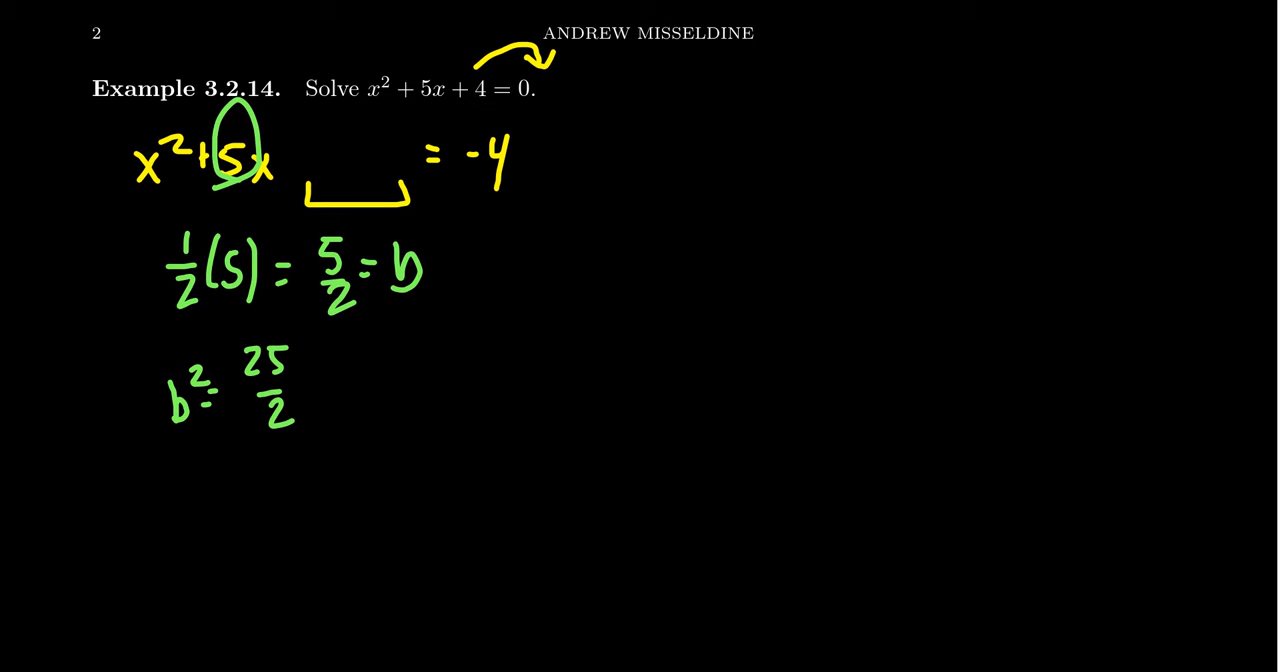 2 ANDREW MISSELDINE
Example 3.2.14. Solve x² + 5x + 4 = 0.
x² + 5x = -4
1/2 (5) = 5/2 = b
b² = 25/2